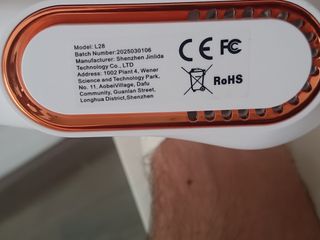 Model: L28
Batch Number: 2025030106
Manufacturer: Shenzhen Jinlida
Technology Co., LTD
Address: 1002 Plant 4, Wener
Science and Technology Park,
No. 11, AobeiVillage, Dafu
Community, Guanlan Street,
Longhua District,Shenzhen
CE FC
RoHS